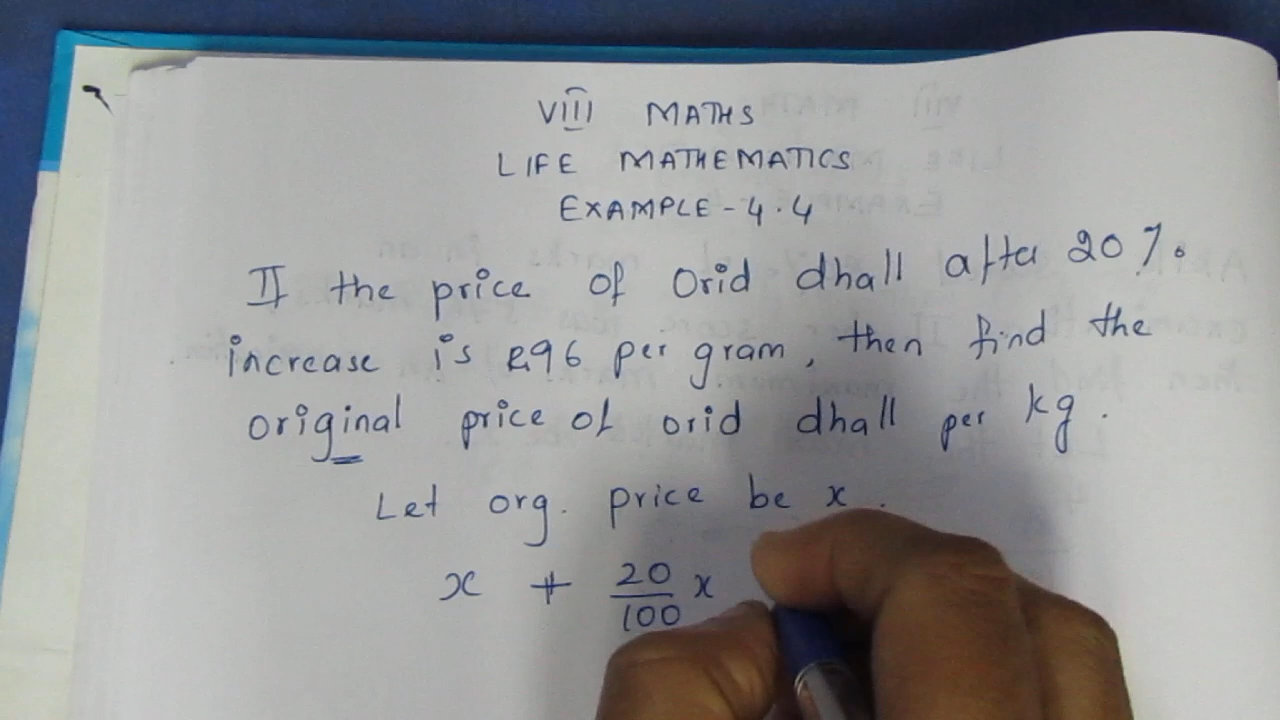 VIII MATHS
LIFE MATHEMATICS
EXAMPLE-4.4
If the price of Orid dhall after 20%
increase is ₹96 per gram, then find the
original price of orid dhall per kg.
Let org. price be x.
x + 20/100 x